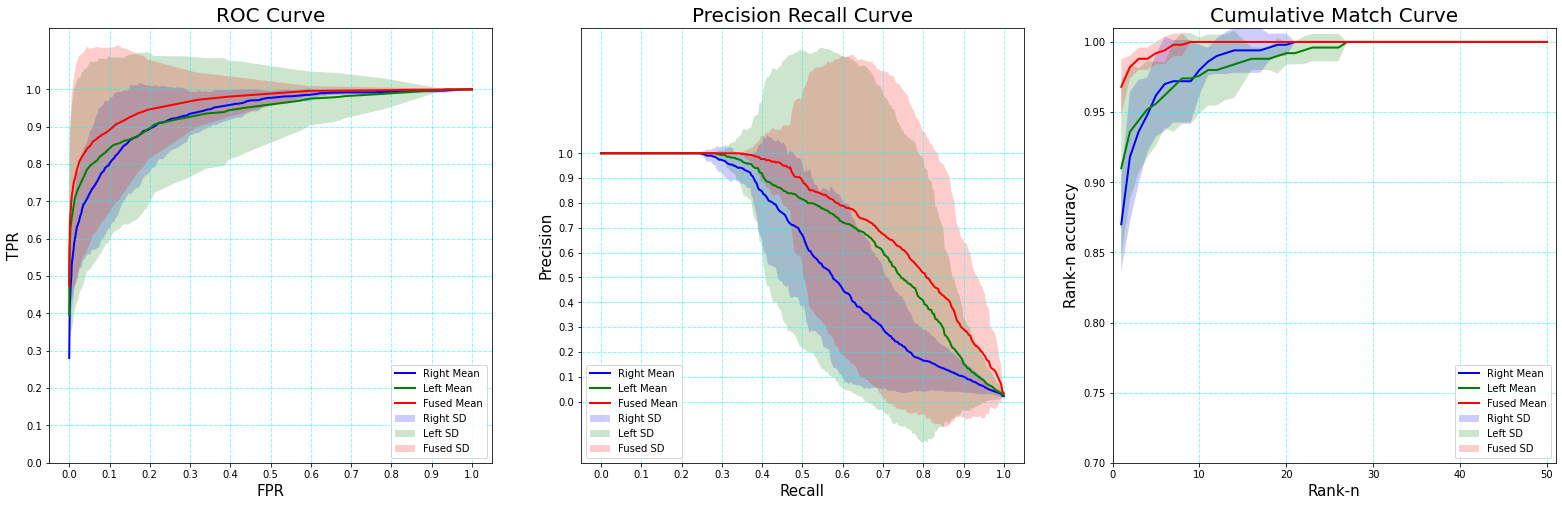 ROC Curve
TPR
1.0
0.9
0.8
0.7
0.6
0.5
0.4
0.3
0.2
0.1
0.0
Right Mean
Left Mean
Fused Mean
Right SD
Left SD
Fused SD
0.0 0.1 0.2 0.3 0.4 0.5 0.6 0.7 0.8 0.9 1.0
FPR
Precision Recall Curve
Precision
1.0
0.9
0.8
0.7
0.6
0.5
0.4
0.3
0.2
0.1
0.0
Right Mean
Left Mean
Fused Mean
Right SD
Left SD
Fused SD
0.0 0.1 0.2 0.3 0.4 0.5 0.6 0.7 0.8 0.9 1.0
Recall
Cumulative Match Curve
Rank-n accuracy
1.00
0.95
0.90
0.85
0.80
0.75
0.70
Right Mean
Left Mean
Fused Mean
Right SD
Left SD
Fused SD
0 10 20 30 40 50
Rank-n